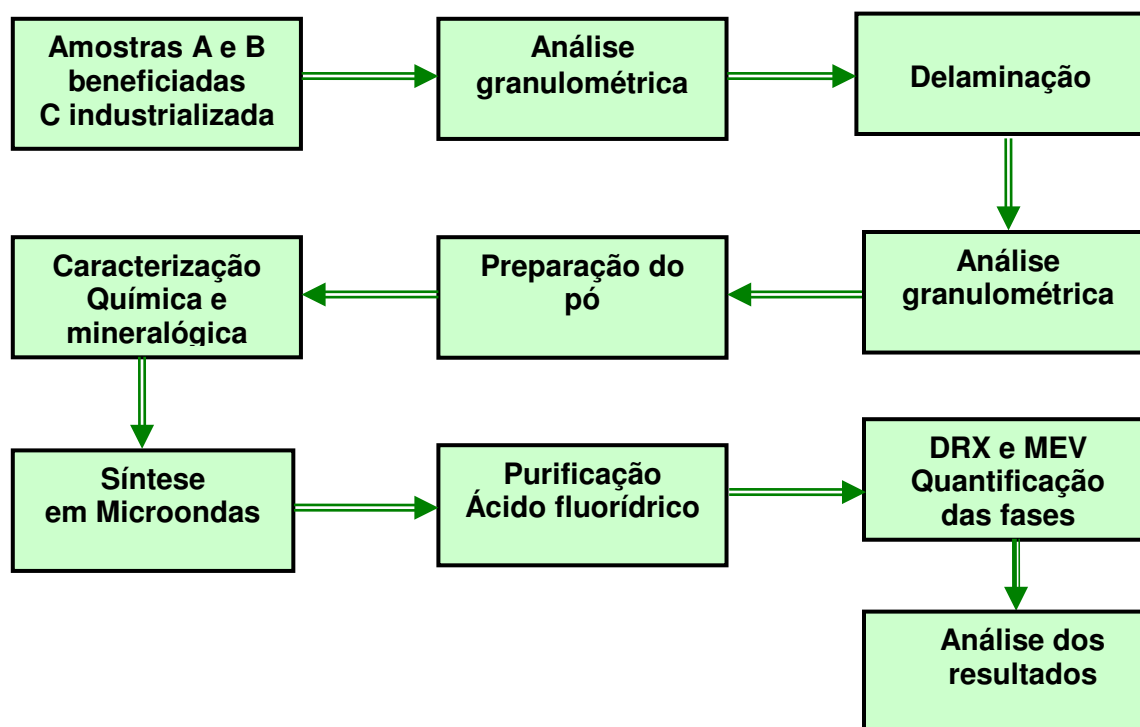 Amostras A e B
beneficiadas
C industrializada
Análise
granulométrica
Delaminação
Análise
granulométrica
Preparação do
pó
Caracterização
Química e
mineralógica
Síntese
em Microondas
Purificação
Ácido fluorídrico
DRX e MEV
Quantificação
das fases
Análise dos
resultados